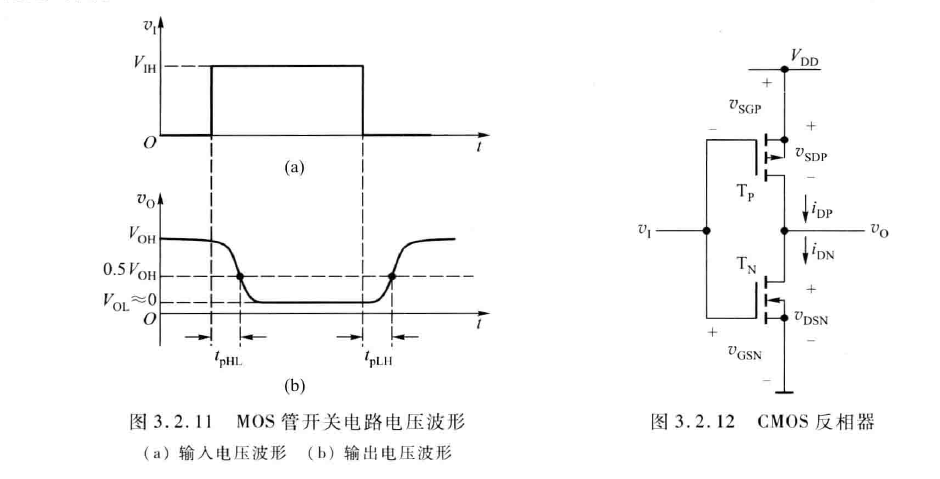 v_I
V_IH
O
t
(a)
v_O
V_OH
0.5V_OH
V_OL≈0
O
t
t_pHL
t_pLH
(b)
图 3.2.11 MOS 管开关电路电压波形
(a) 输入电压波形 (b) 输出电压波形
V_DD
+
v_SGP
−
+
v_SDP
−
T_P
i_DP
v_I
v_O
i_DN
T_N
+
v_DSN
−
+
v_GSN
−
图 3.2.12 CMOS 反相器